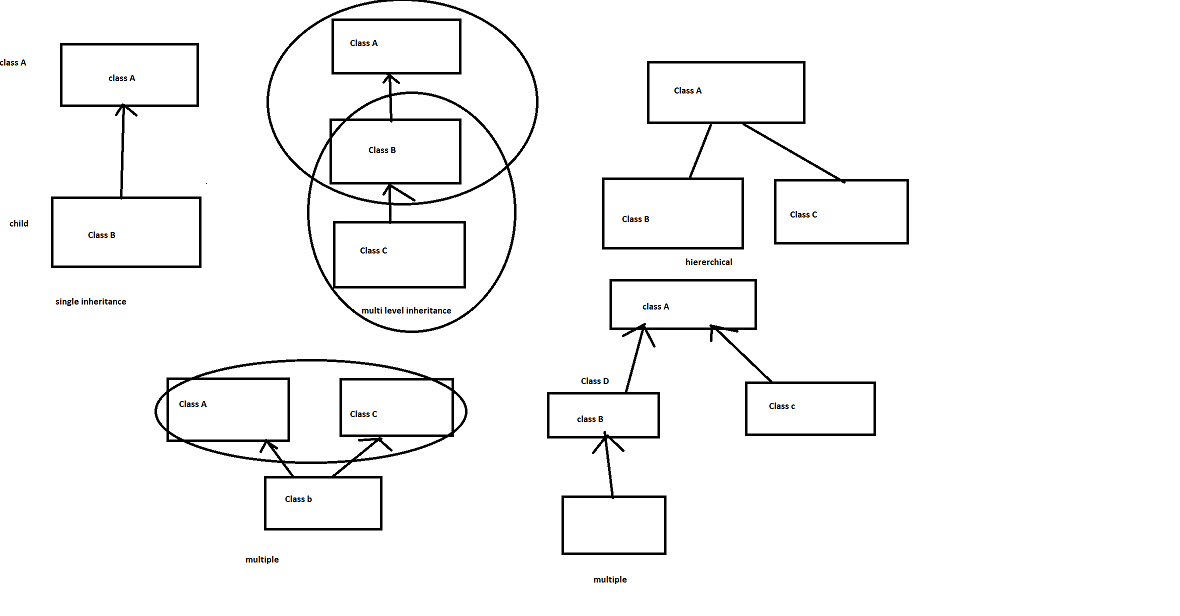 class A
class A
child
Class B
single inheritance
Class A
Class B
Class C
multi level inheritance
Class A
Class B
Class C
hiererchical
Class A
Class C
Class b
multiple
class A
Class D
class B
Class c
multiple